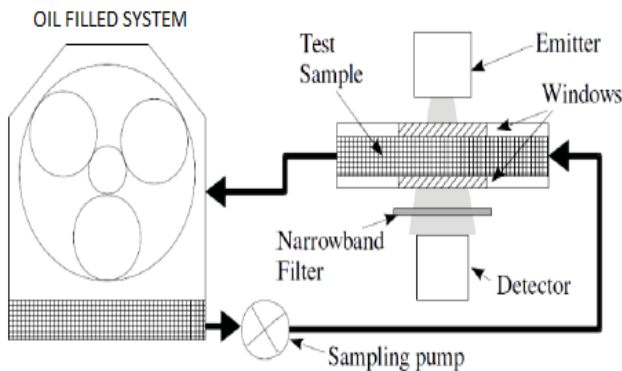 OIL FILLED SYSTEM
Test
Sample
Emitter
Windows
Narrowband
Filter
Detector
Sampling pump